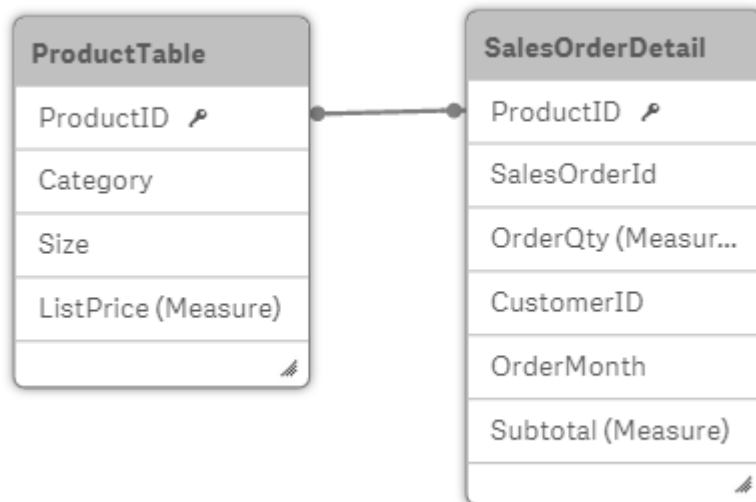 ProductTable
ProductID
Category
Size
ListPrice (Measure)
SalesOrderDetail
ProductID
SalesOrderId
OrderQty (Measur...
CustomerID
OrderMonth
Subtotal (Measure)